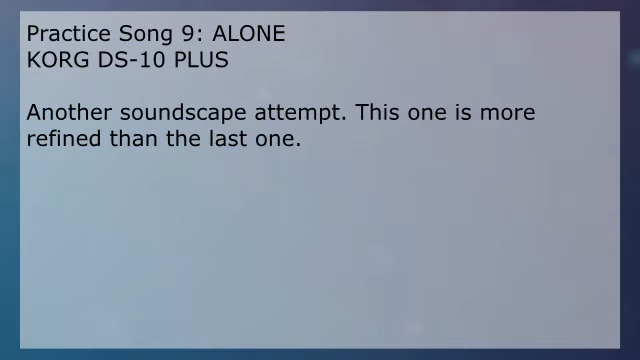 Practice Song 9: ALONE
KORG DS-10 PLUS
Another soundscape attempt. This one is more
refined than the last one.